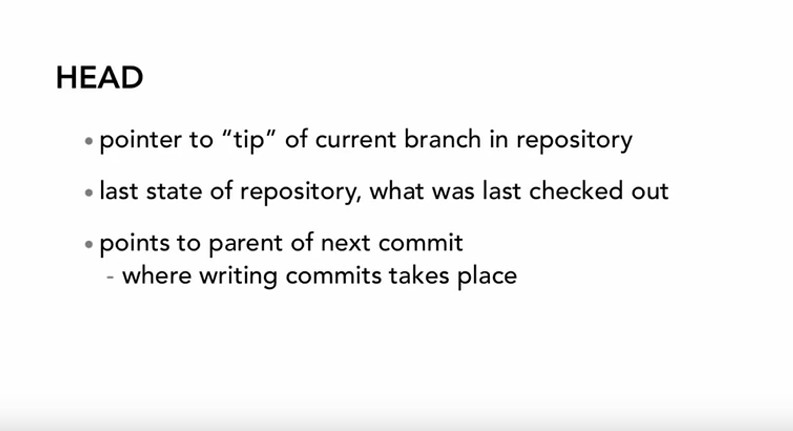 HEAD
• pointer to “tip” of current branch in repository
• last state of repository, what was last checked out
• points to parent of next commit
- where writing commits takes place